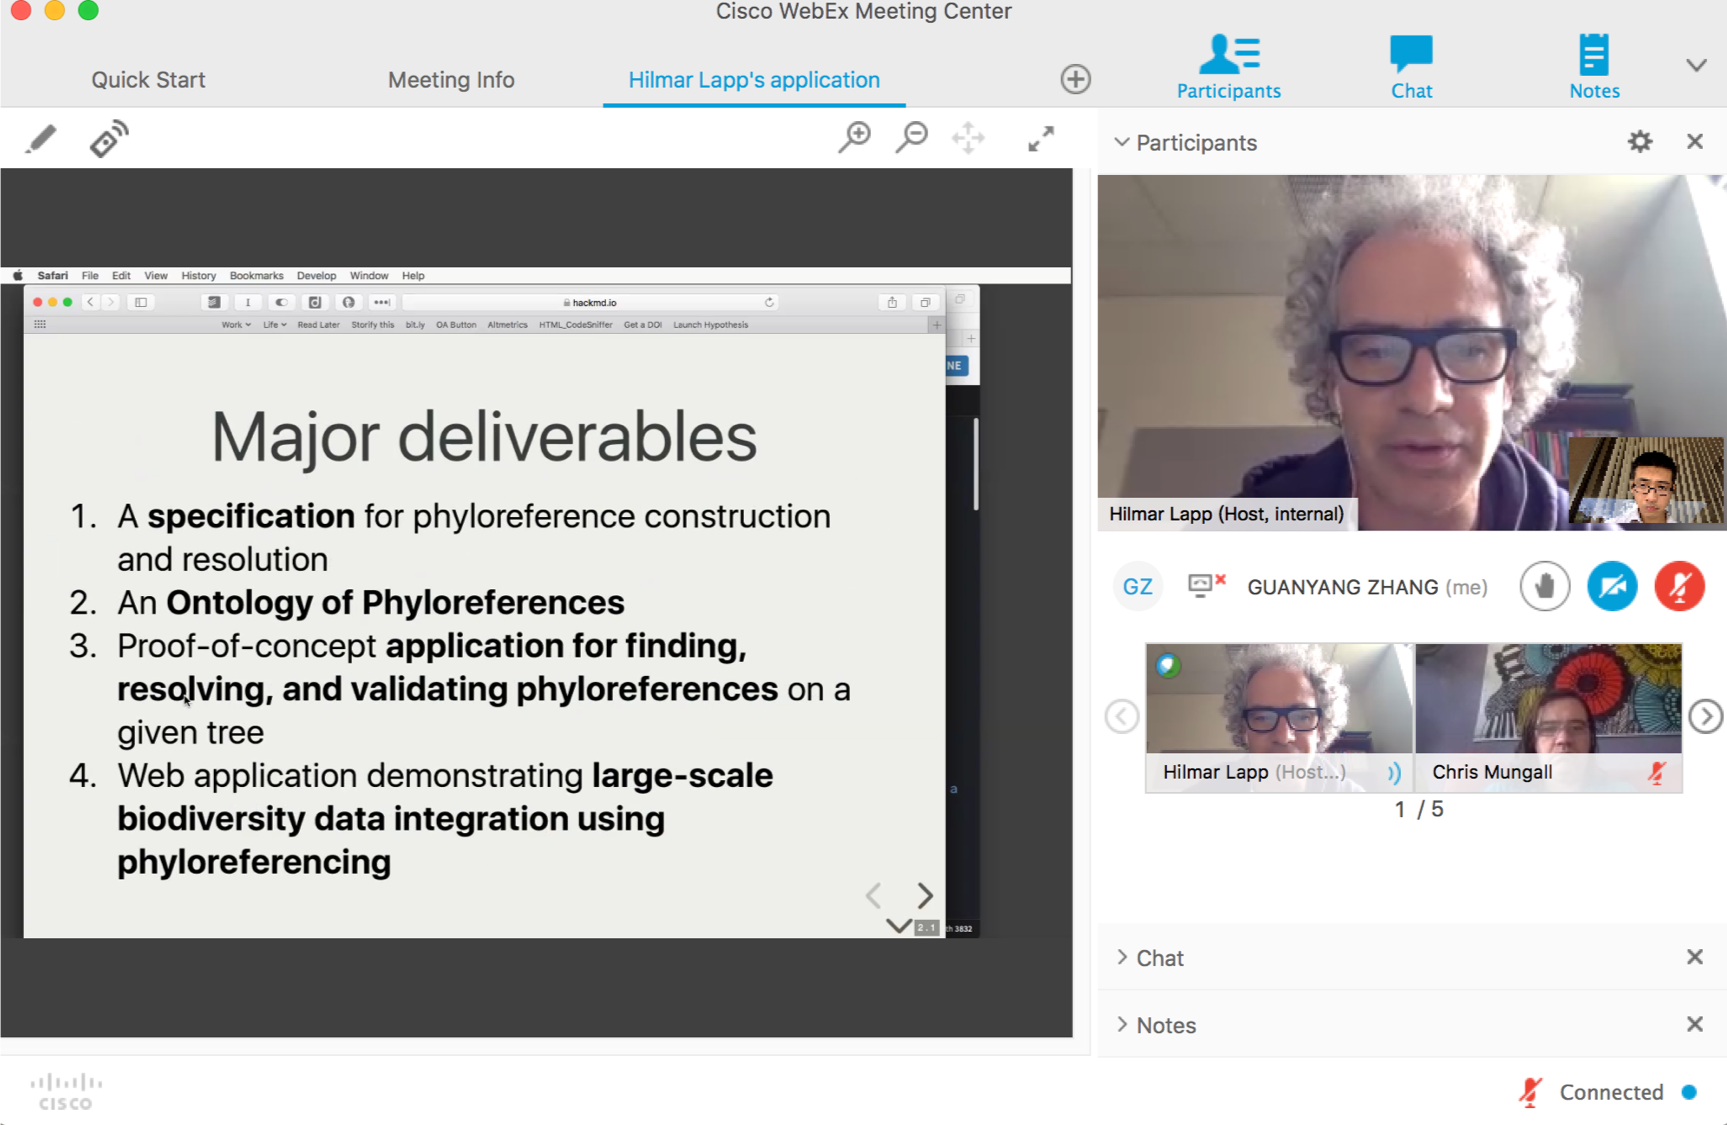 Cisco WebEx Meeting Center
Quick Start
Meeting Info
Hilmar Lapp's application
Participants
Chat
Notes
Participants
Safari File Edit View History Bookmarks Develop Window Help
hackmd.io
Work Life Read Later Storify this bit.ly OA Button Altmetrics HTML_CodeSniffer Get a DOI Launch Hypothesis
NE
Major deliverables
1. A specification for phyloreference construction
and resolution
2. An Ontology of Phyloreferences
3. Proof-of-concept application for finding,
resolving, and validating phyloreferences on a
given tree
4. Web application demonstrating large-scale
biodiversity data integration using
phyloreferencing
a
2.1
th 3832
Hilmar Lapp (Host, internal)
GZ
GUANYANG ZHANG (me)
Hilmar Lapp (Host...)
Chris Mungall
1 / 5
Chat
Notes
CISCO
Connected